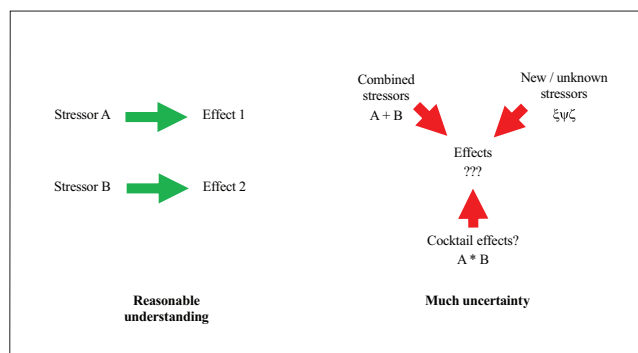 Stressor A
Effect 1
Stressor B
Effect 2
Reasonable
understanding
Combined
stressors
A + B
New / unknown
stressors
ξψζ
Effects
???
Cocktail effects?
A * B
Much uncertainty